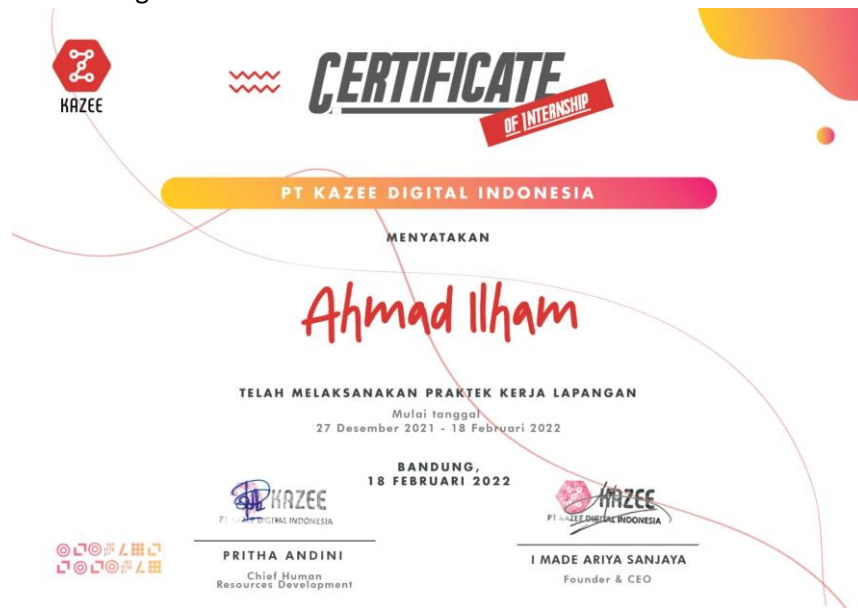 KAZEE
CERTIFICATE
OF INTERNSHIP
PT KAZEE DIGITAL INDONESIA
MENYATAKAN
Ahmad Ilham
TELAH MELAKSANAKAN PRAKTEK KERJA LAPANGAN
Mulai tanggal
27 Desember 2021 - 18 Februari 2022
BANDUNG,
18 FEBRUARI 2022
KAZEE
PT KAZEE DIGITAL INDONESIA
KAZEE
PT KAZEE DIGITAL INDONESIA
PRITHA ANDINI
Chief Human
Resources Development
I MADE ARIYA SANJAYA
Founder & CEO